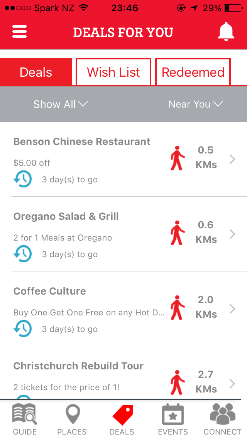 Spark NZ 23:46 29%
DEALS FOR YOU
Deals Wish List Redeemed
Show All Near You
Benson Chinese Restaurant
$5.00 off
3 day(s) to go
0.5
KMs
Oregano Salad & Grill
2 for 1 Meals at Oregano
3 day(s) to go
0.6
KMs
Coffee Culture
Buy One Get One Free on any Hot D...
3 day(s) to go
2.0
KMs
Christchurch Rebuild Tour
2 tickets for the price of 1!
2.7
KMs
GUIDE PLACES DEALS EVENTS CONNECT